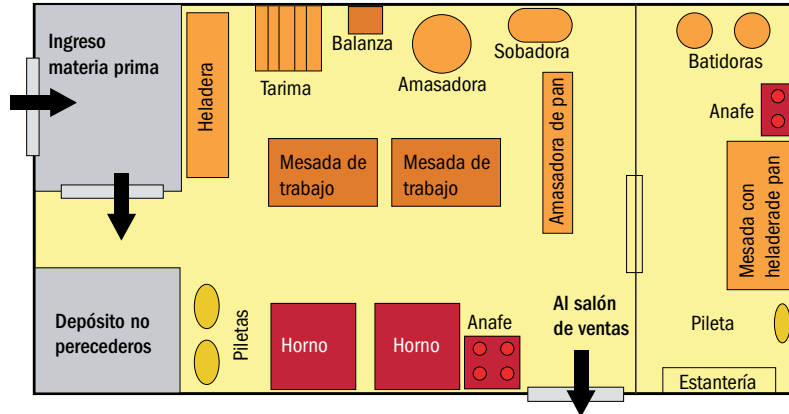 Ingreso
materia prima
Heladera
Tarima
Balanza
Amasadora
Sobadora
Batidoras
Anafe
Mesada de
trabajo
Mesada de
trabajo
Amasadora de pan
Mesada con
heladerade pan
Depósito no
perecederos
Piletas
Horno
Horno
Anafe
Al salón
de ventas
Pileta
Estantería